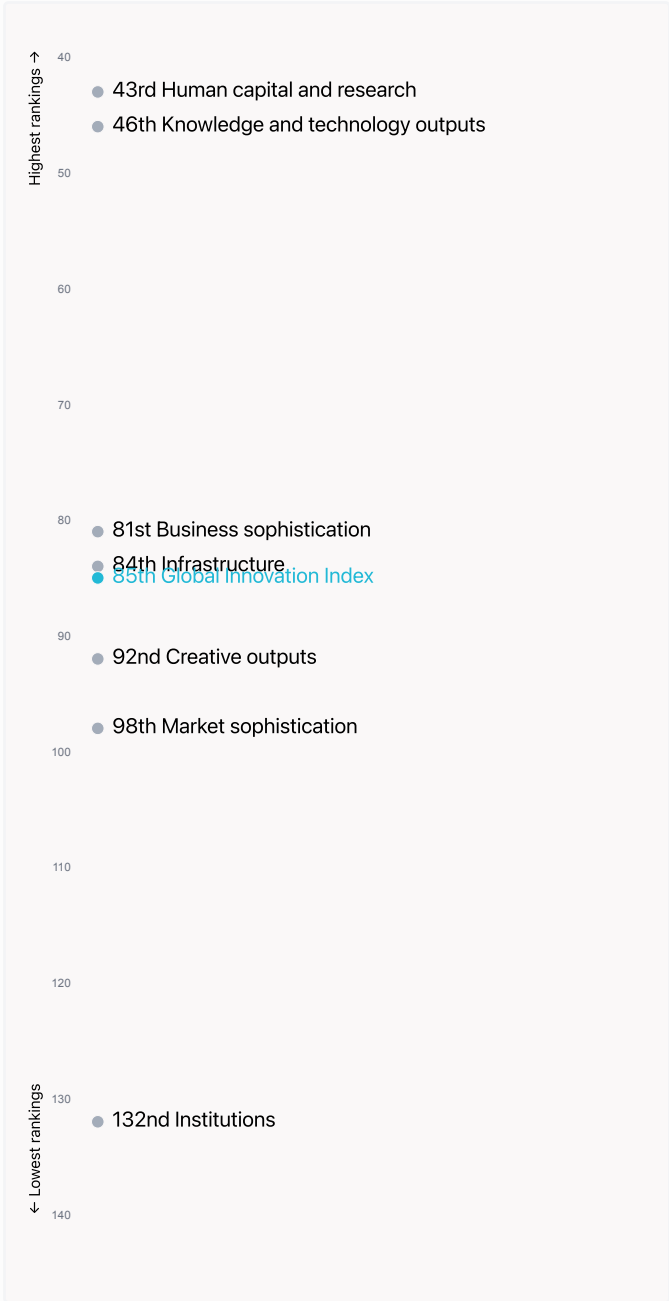 Highest rankings →
40
43rd Human capital and research
46th Knowledge and technology outputs
50
60
70
80
81st Business sophistication
84th Infrastructure
85th Global Innovation Index
90
92nd Creative outputs
98th Market sophistication
100
110
120
← Lowest rankings
130
132nd Institutions
140